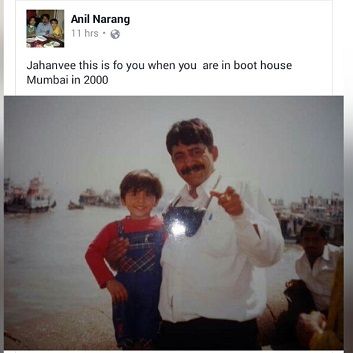 Anil Narang
11 hrs •
Jahanvee this is fo you when you are in boot house
Mumbai in 2000